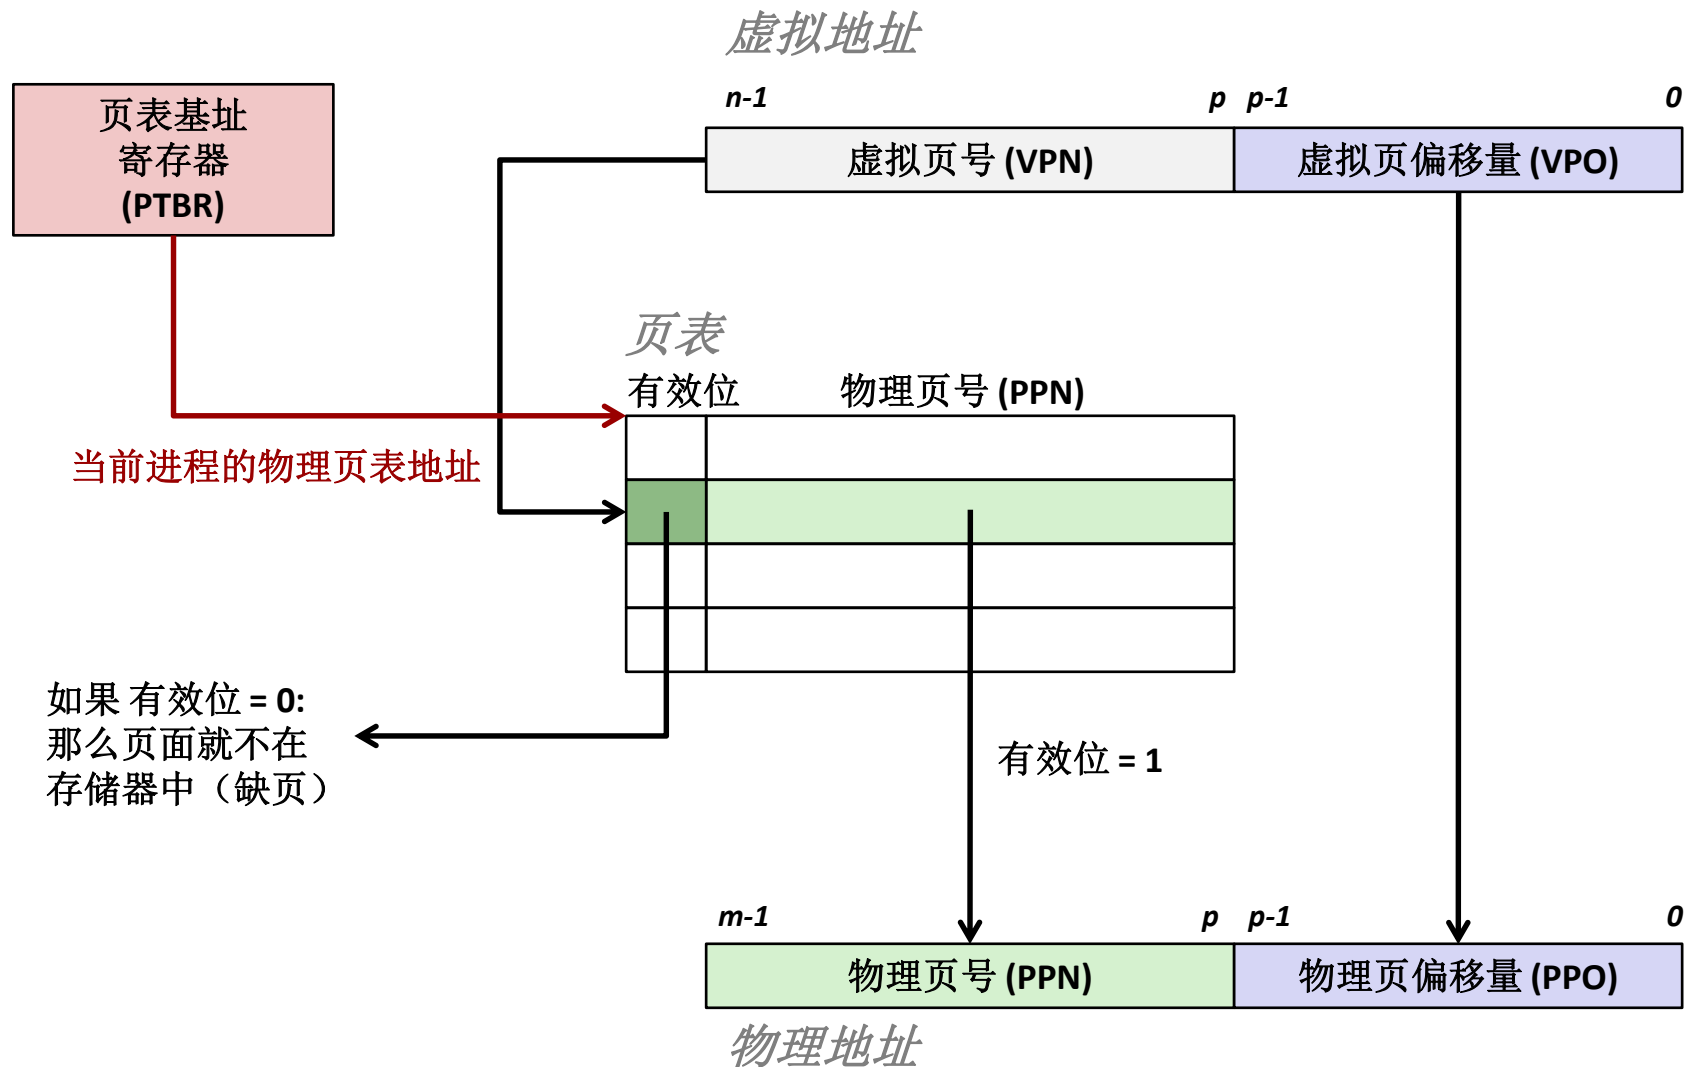 虚拟地址
页表基址
寄存器
(PTBR)
n-1 p p-1 0
虚拟页号 (VPN) 虚拟页偏移量 (VPO)
页表
有效位 物理页号 (PPN)
当前进程的物理页表地址
如果 有效位 = 0:
那么页面就不在
存储器中（缺页）
有效位 = 1
m-1 p p-1 0
物理页号 (PPN) 物理页偏移量 (PPO)
物理地址